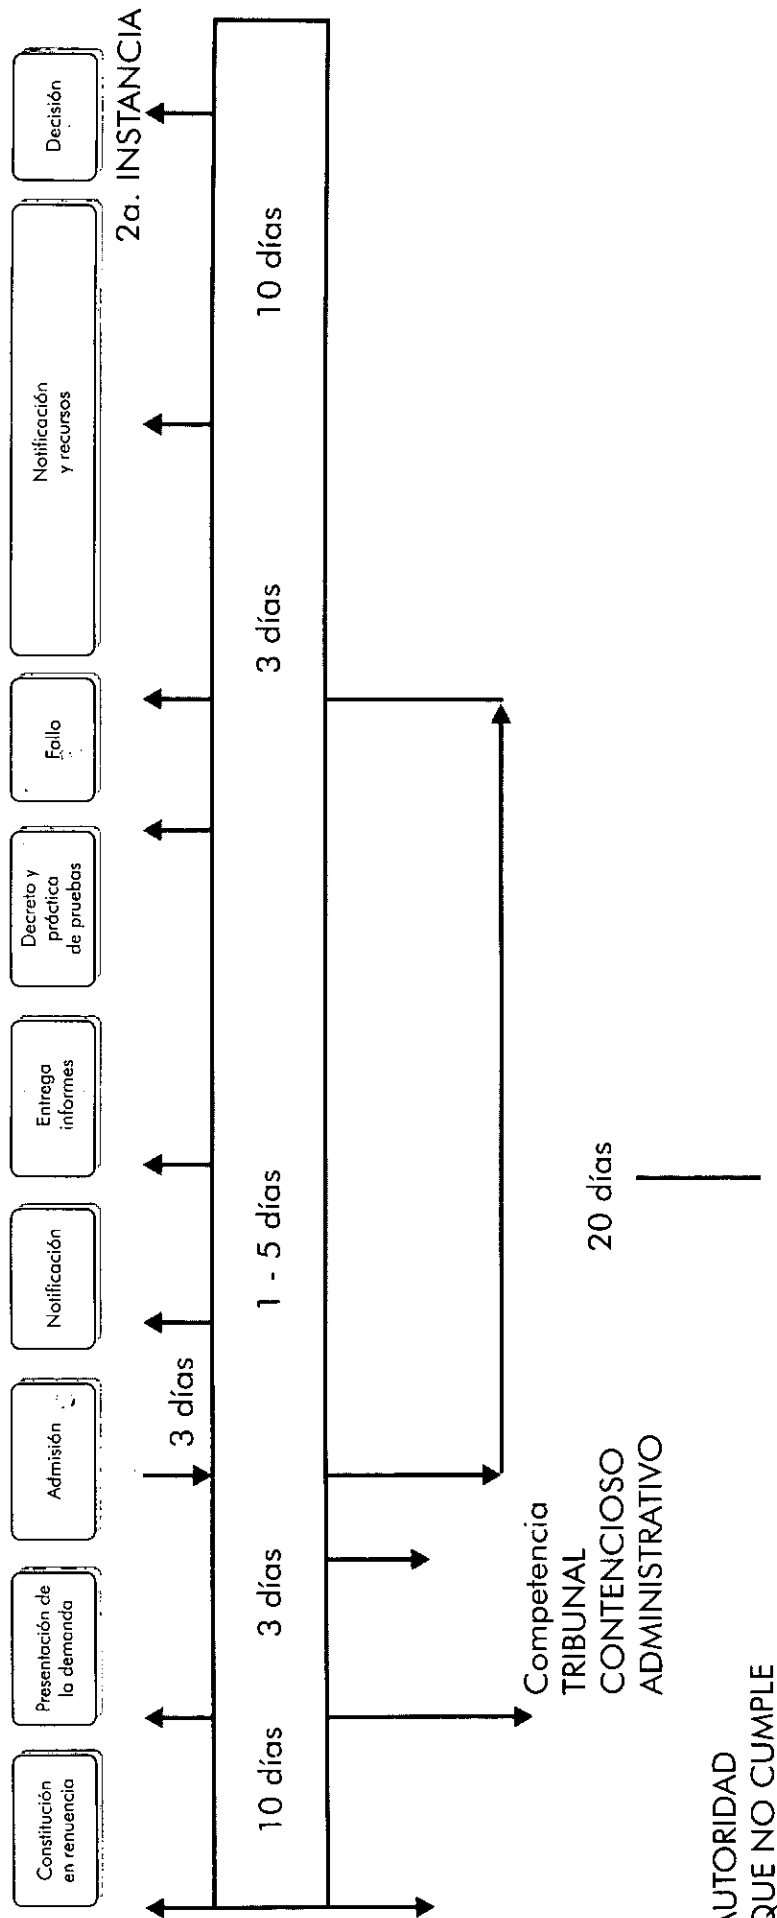 Constitución
en renuencia
Presentación de
la demanda
Admisión
Notificación
Entrega
informes
Decreto y
práctica
de pruebas
Fallo
Notificación
y recursos
Decisión
2a. INSTANCIA
3 días
10 días
3 días
1 - 5 días
3 días
10 días
Competencia
TRIBUNAL
CONTENCIOSO
ADMINISTRATIVO
20 días
AUTORIDAD
QUE NO CUMPLE